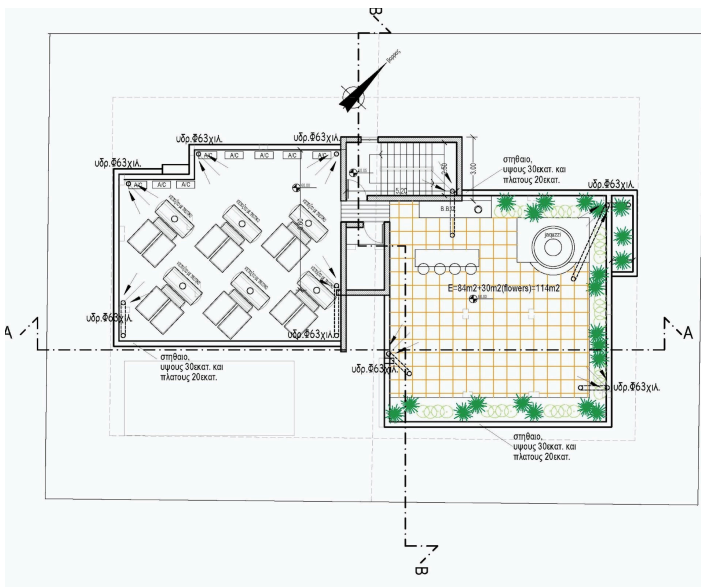 B
Βορράς
υδρ.Φ63χιλ.
υδρ.Φ63χιλ.
υδρ.Φ63χιλ.
A/C
A/C
A/C
A/C
A/C
A/C
A/C
A/C
3.00
5.20
στηθαιο,
υψους 30εκατ. και
πλατους 20εκατ.
υδρ.Φ63χιλ.
JACUZZI
E=84m2+30m2(flowers)=114m2
υδρ.Φ63χιλ.
υδρ.Φ63χιλ.
A
A
στηθαιο,
υψους 30εκατ. και
πλατους 20εκατ.
υδρ.Φ63χιλ.
υδρ.Φ63χιλ.
στηθαιο,
υψους 30εκατ. και
πλατους 20εκατ.
B